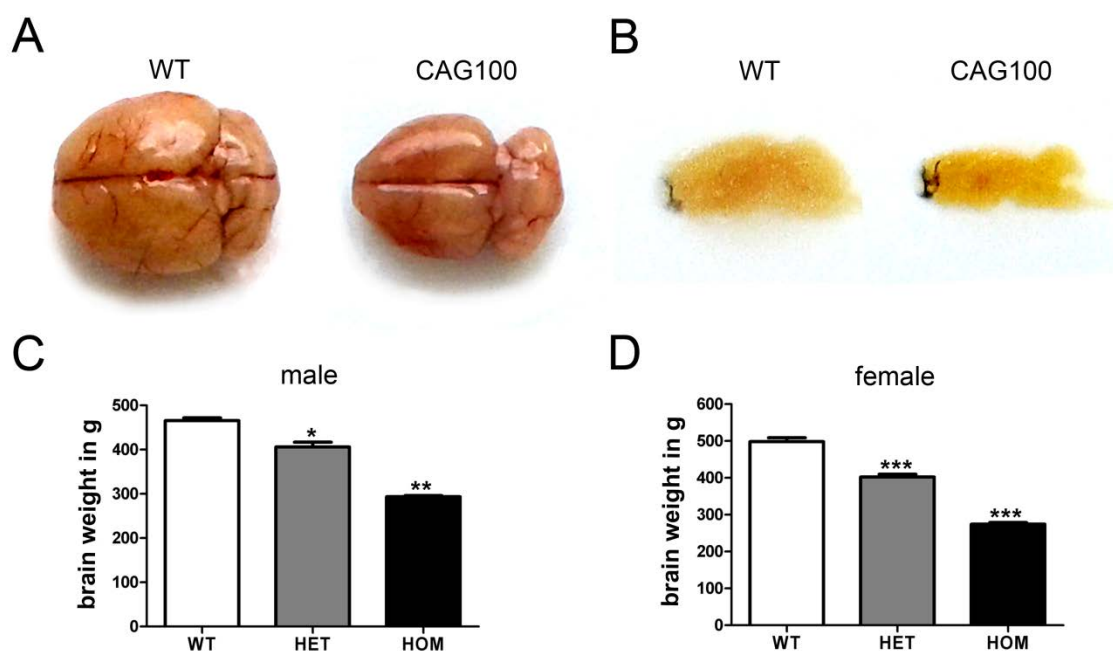 A
WT
CAG100
B
WT
CAG100
C
male
brain weight in g
500
400
300
200
100
0
*
**
WT
HET
HOM
D
female
brain weight in g
600
500
400
300
200
100
0
***
***
WT
HET
HOM